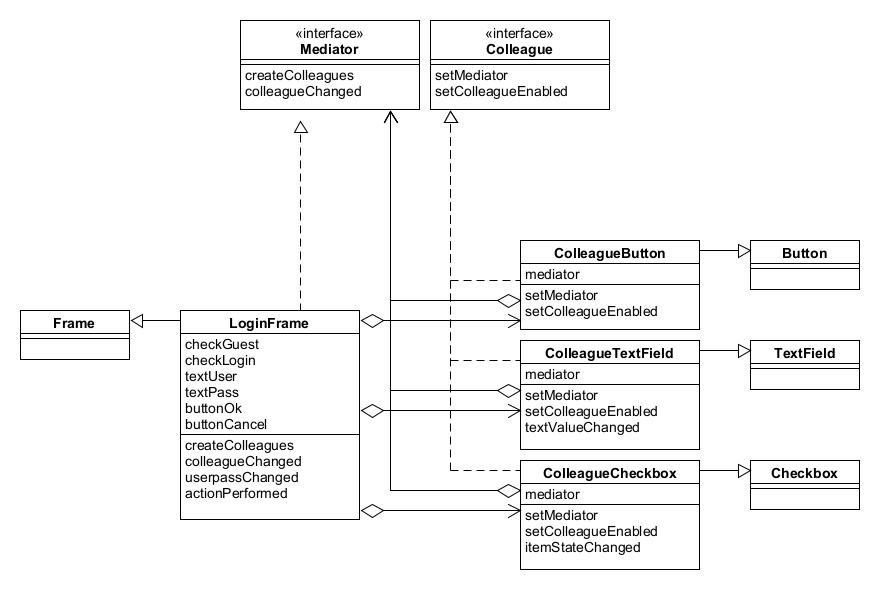 «interface»
Mediator
createColleagues
colleagueChanged
«interface»
Colleague
setMediator
setColleagueEnabled
ColleagueButton
mediator
setMediator
setColleagueEnabled
Button
Frame
LoginFrame
checkGuest
checkLogin
textUser
textPass
buttonOk
buttonCancel
createColleagues
colleagueChanged
userpassChanged
actionPerformed
ColleagueTextField
mediator
setMediator
setColleagueEnabled
textValueChanged
TextField
ColleagueCheckbox
mediator
setMediator
setColleagueEnabled
itemStateChanged
Checkbox